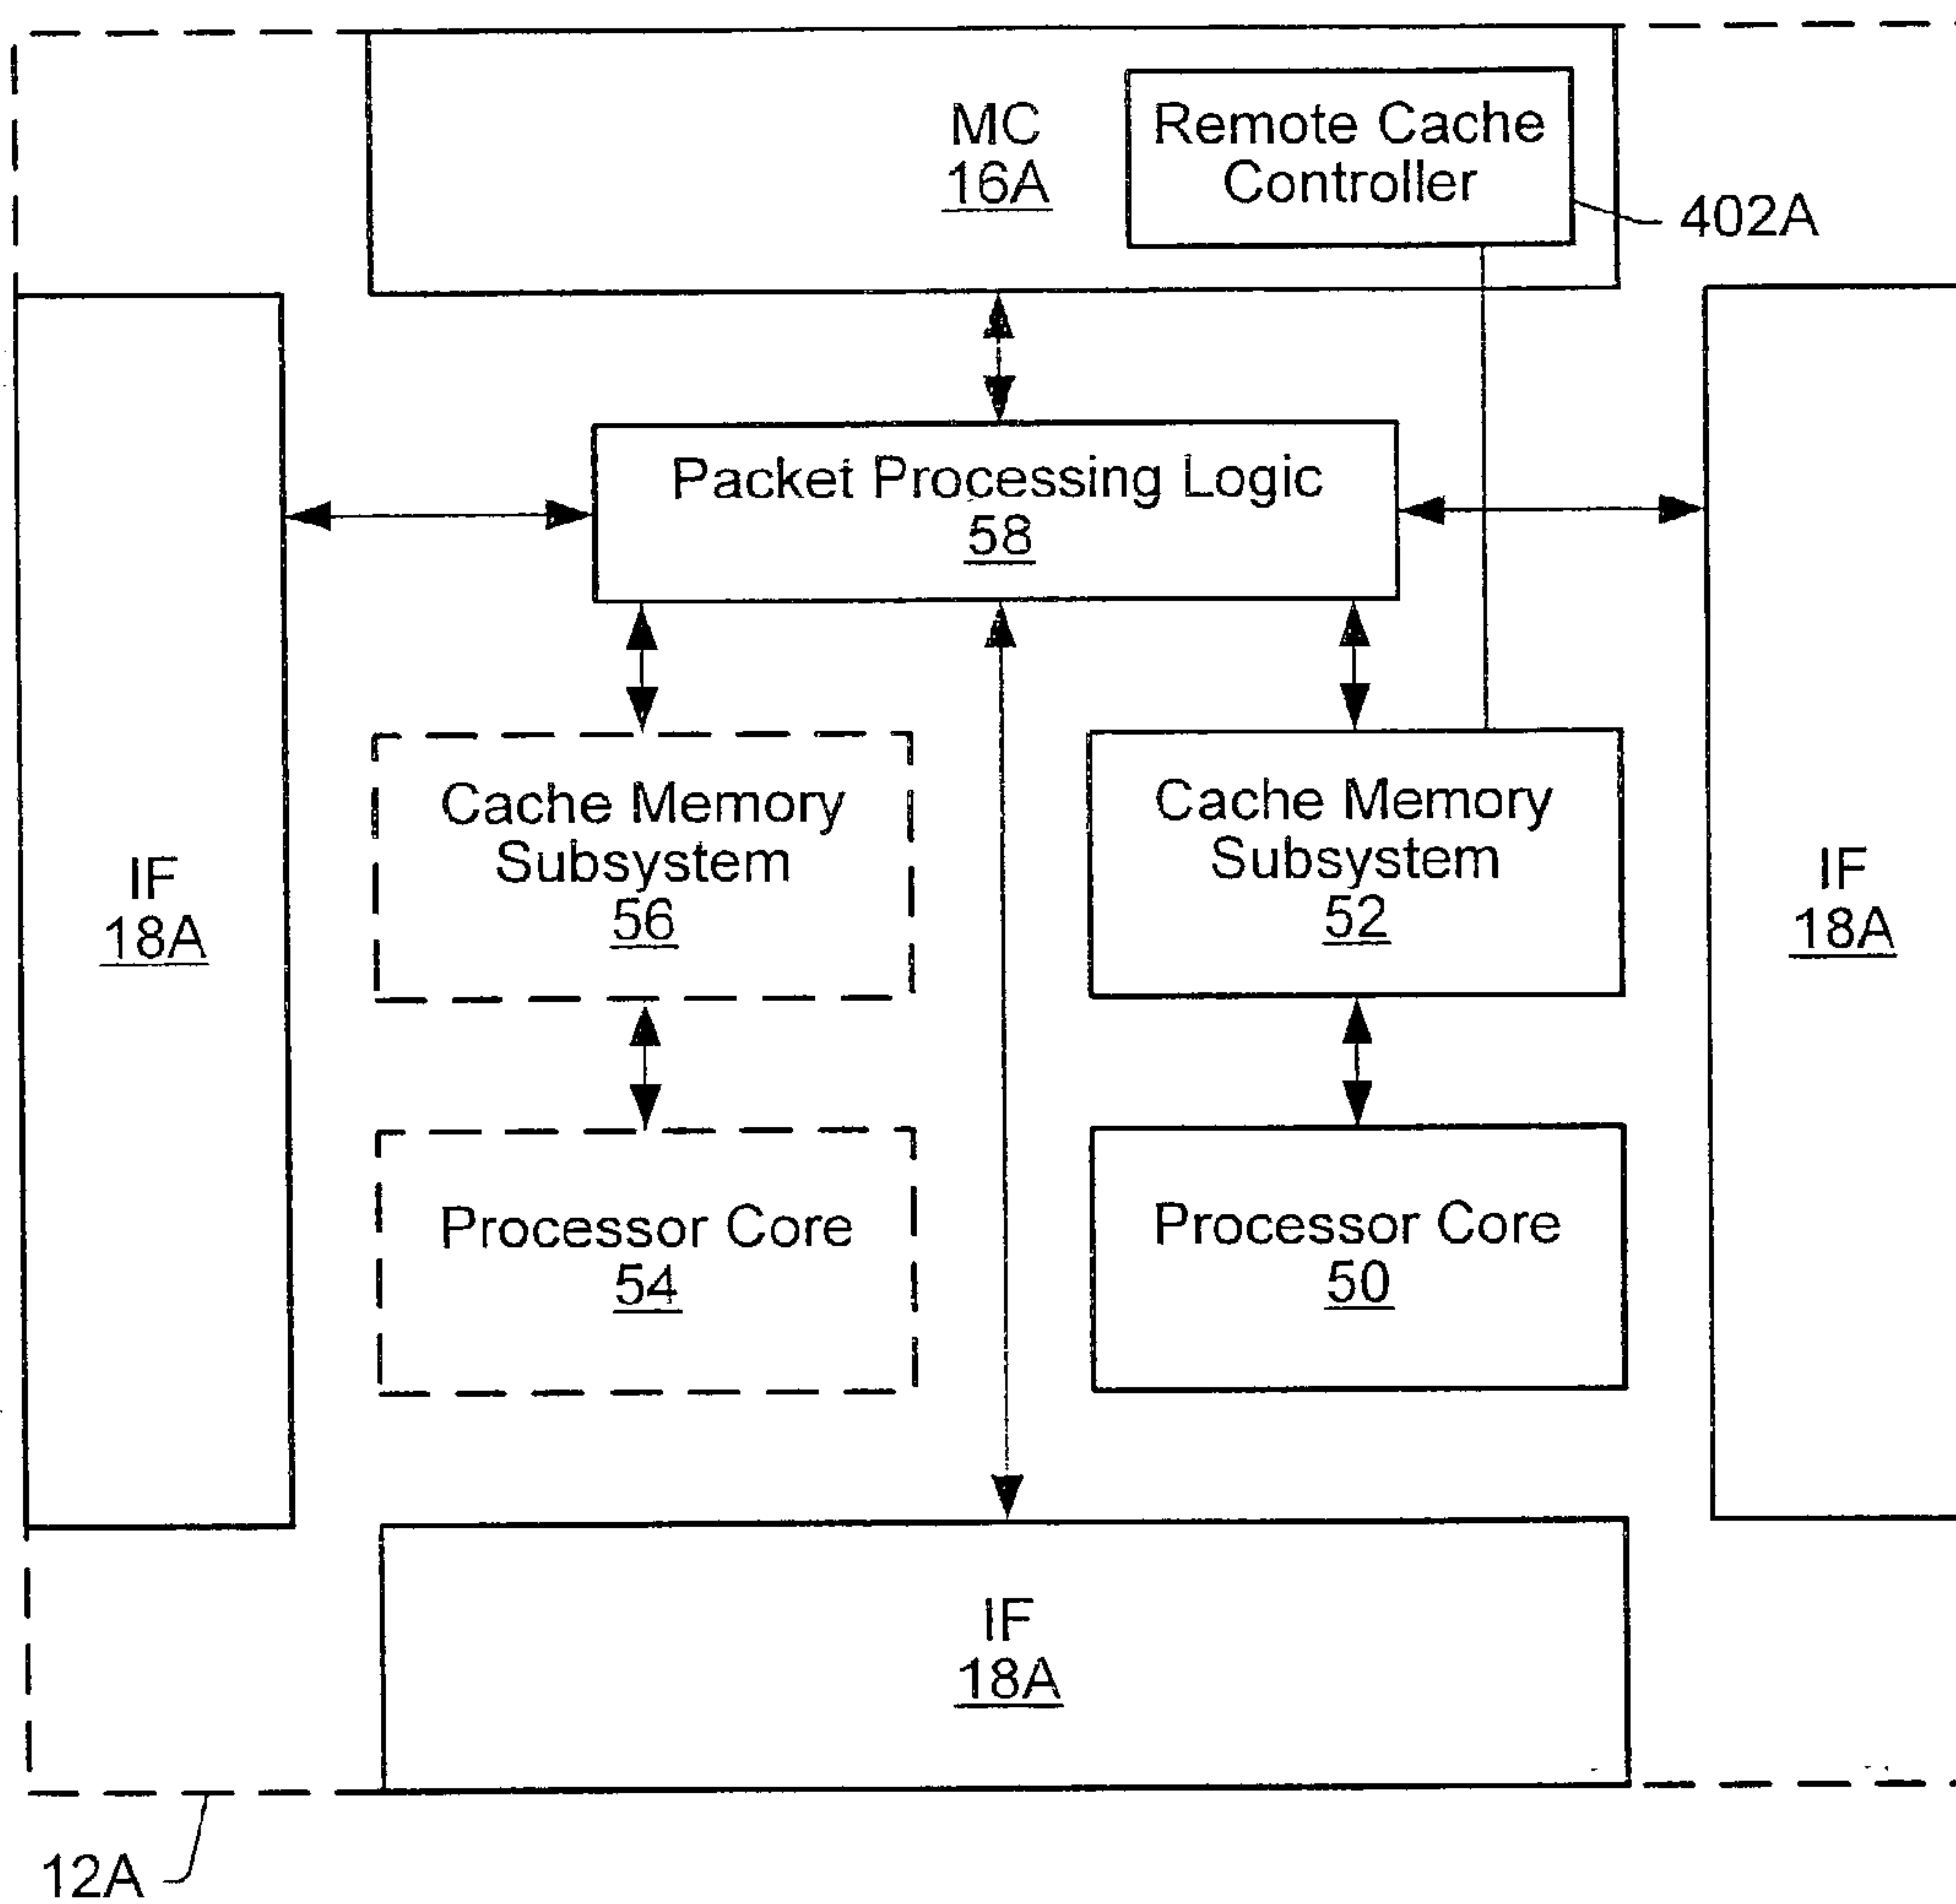 MC
16A
Remote Cache
Controller
402A
Packet Processing Logic
58
Cache Memory
Subsystem
56
Cache Memory
Subsystem
52
IF
18A
IF
18A
Processor Core
54
Processor Core
50
IF
18A
12A